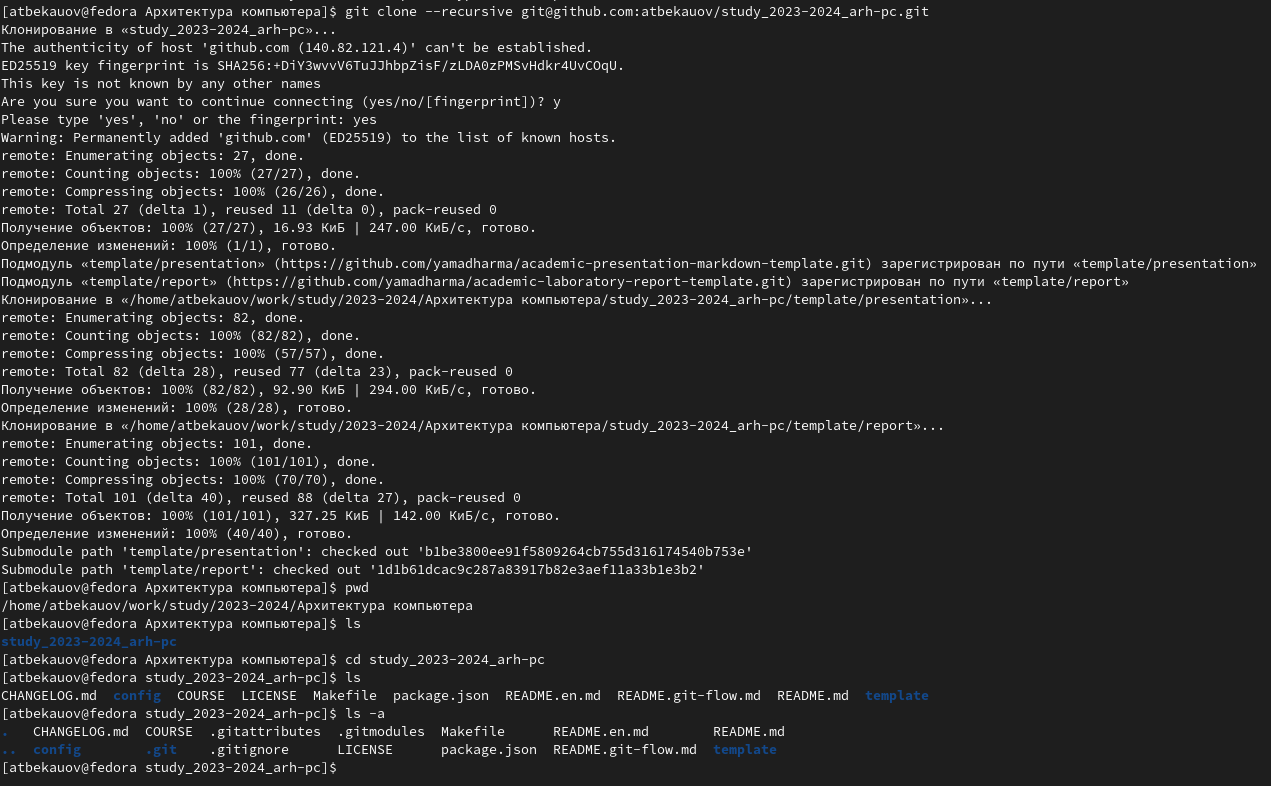 [atbekauov@fedora Архитектура компьютера]$ git clone --recursive git@github.com:atbekauov/study_2023-2024_arh-pc.git
Клонирование в «study_2023-2024_arh-pc»...
The authenticity of host 'github.com (140.82.121.4)' can't be established.
ED25519 key fingerprint is SHA256:+DiY3wvvV6TuJJhbpZisF/zLDA0zPMSvHdkr4UvCOqU.
This key is not known by any other names
Are you sure you want to continue connecting (yes/no/[fingerprint])? y
Please type 'yes', 'no' or the fingerprint: yes
Warning: Permanently added 'github.com' (ED25519) to the list of known hosts.
remote: Enumerating objects: 27, done.
remote: Counting objects: 100% (27/27), done.
remote: Compressing objects: 100% (26/26), done.
remote: Total 27 (delta 1), reused 11 (delta 0), pack-reused 0
Получение объектов: 100% (27/27), 16.93 КиБ | 247.00 КиБ/с, готово.
Определение изменений: 100% (1/1), готово.
Подмодуль «template/presentation» (https://github.com/yamadharma/academic-presentation-markdown-template.git) зарегистрирован по пути «template/presentation»
Подмодуль «template/report» (https://github.com/yamadharma/academic-laboratory-report-template.git) зарегистрирован по пути «template/report»
Клонирование в «/home/atbekauov/work/study/2023-2024/Архитектура компьютера/study_2023-2024_arh-pc/template/presentation»...
remote: Enumerating objects: 82, done.
remote: Counting objects: 100% (82/82), done.
remote: Compressing objects: 100% (57/57), done.
remote: Total 82 (delta 28), reused 77 (delta 23), pack-reused 0
Получение объектов: 100% (82/82), 92.90 КиБ | 294.00 КиБ/с, готово.
Определение изменений: 100% (28/28), готово.
Клонирование в «/home/atbekauov/work/study/2023-2024/Архитектура компьютера/study_2023-2024_arh-pc/template/report»...
remote: Enumerating objects: 101, done.
remote: Counting objects: 100% (101/101), done.
remote: Compressing objects: 100% (70/70), done.
remote: Total 101 (delta 40), reused 88 (delta 27), pack-reused 0
Получение объектов: 100% (101/101), 327.25 КиБ | 142.00 КиБ/с, готово.
Определение изменений: 100% (40/40), готово.
Submodule path 'template/presentation': checked out 'b1be3800ee91f5809264cb755d316174540b753e'
Submodule path 'template/report': checked out '1d1b61dcac9c287a83917b82e3aef11a33b1e3b2'
[atbekauov@fedora Архитектура компьютера]$ pwd
/home/atbekauov/work/study/2023-2024/Архитектура компьютера
[atbekauov@fedora Архитектура компьютера]$ ls
study_2023-2024_arh-pc
[atbekauov@fedora Архитектура компьютера]$ cd study_2023-2024_arh-pc
[atbekauov@fedora study_2023-2024_arh-pc]$ ls
CHANGELOG.md  config  COURSE  LICENSE  Makefile  package.json  README.en.md  README.git-flow.md  README.md  template
[atbekauov@fedora study_2023-2024_arh-pc]$ ls -a
.   CHANGELOG.md  COURSE  .gitattributes  .gitmodules  Makefile      README.en.md        README.md
..  config        .git    .gitignore      LICENSE      package.json  README.git-flow.md  template
[atbekauov@fedora study_2023-2024_arh-pc]$